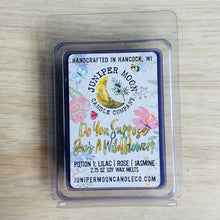 HANDCRAFTED IN HANCOCK, WI
JUNIPER MOON
CANDLE COMPANY
Do You Suppose
She's A Wildflower
POTION 1: LILAC | ROSE | JASMINE
2.75 OZ SOY WAX MELTS
JUNIPERMOONCANDLECO.COM